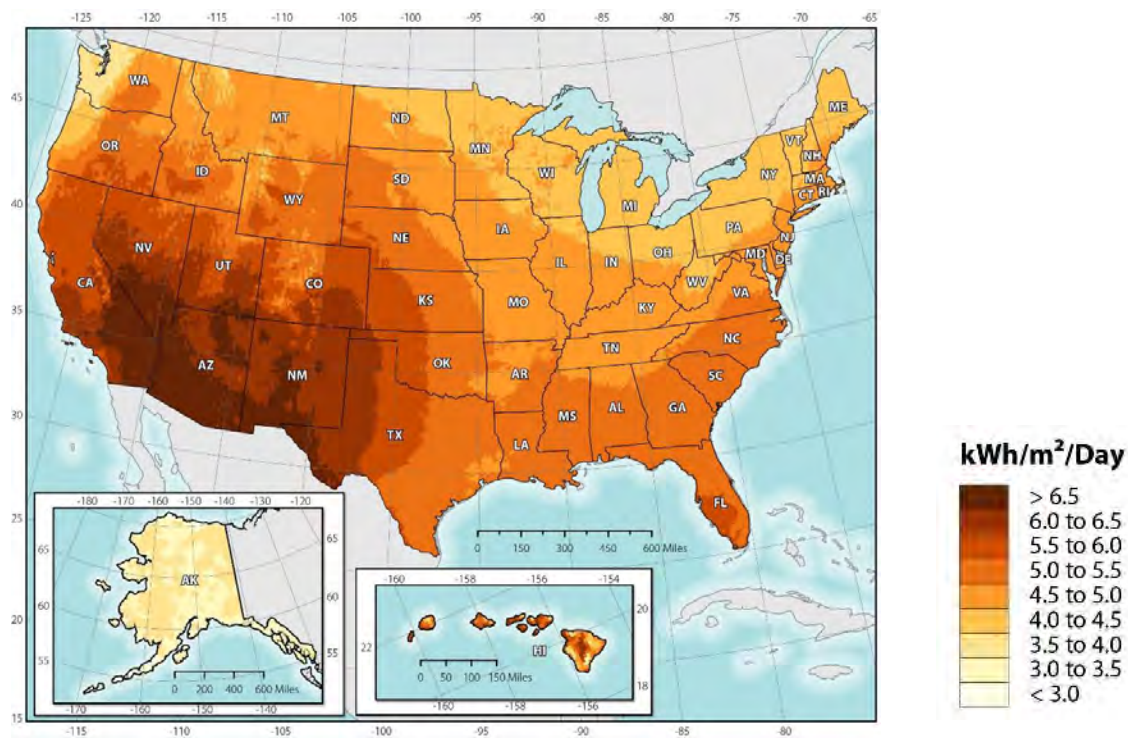 -125 -120 -115 -110 -105 -100 -95 -90 -85 -80 -75 -70 -65
45
40
35
30
25
20
15
-115 -110 -105 -100 -95 -90 -85 -80
WA
MT
ND
MN
ME
OR
ID
WY
SD
WI
MI
VT
NH
NY
MA
CT
RI
NV
UT
CO
NE
IA
IL
IN
OH
PA
NJ
MD
DE
WV
VA
CA
KS
MO
KY
AZ
NM
OK
AR
TN
NC
SC
TX
LA
MS
AL
GA
FL
0 150 300 450 600 Miles
-180 -170 -160 -150 -140 -130 -120
65 65
AK
60 60
55 55
0 200 400 600 Miles
-170 -160 -150 -140
-160 -158 -156 -154
20
22
HI
0 50 100 150 Miles
18
-160 -158 -156
kWh/m²/Day
> 6.5
6.0 to 6.5
5.5 to 6.0
5.0 to 5.5
4.5 to 5.0
4.0 to 4.5
3.5 to 4.0
3.0 to 3.5
< 3.0